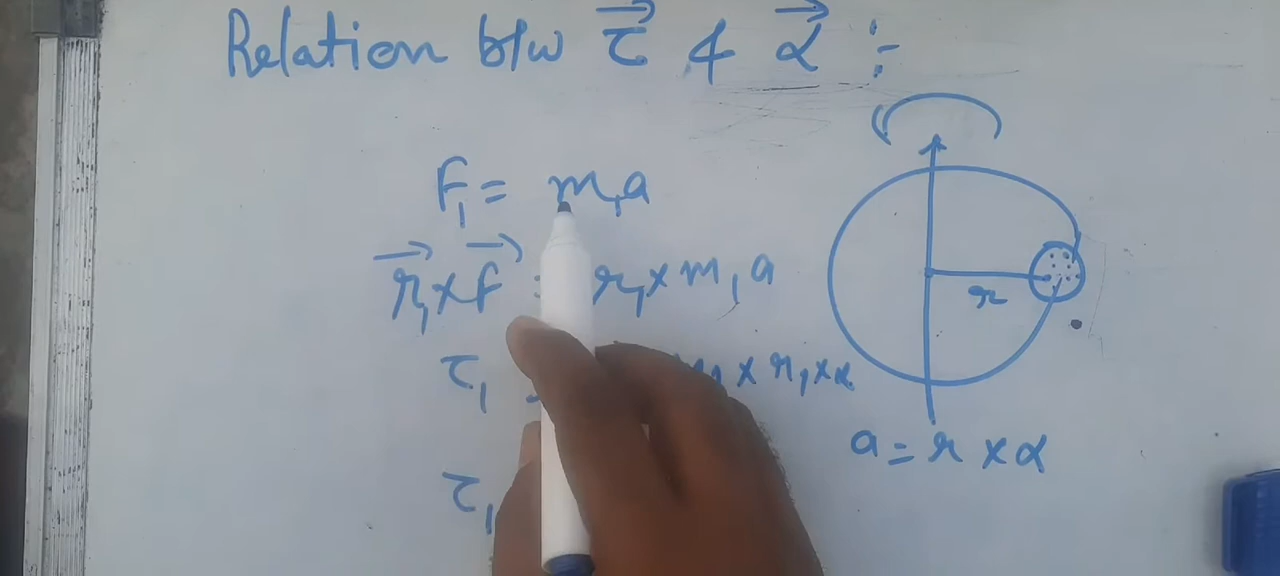 Relation b/w τ⃗ & α⃗ :-
F₁ = m₁a
r⃗₁ × F⃗ = r₁ × m₁a
τ₁ × r₁ × α
τ₁
r
a = r × α